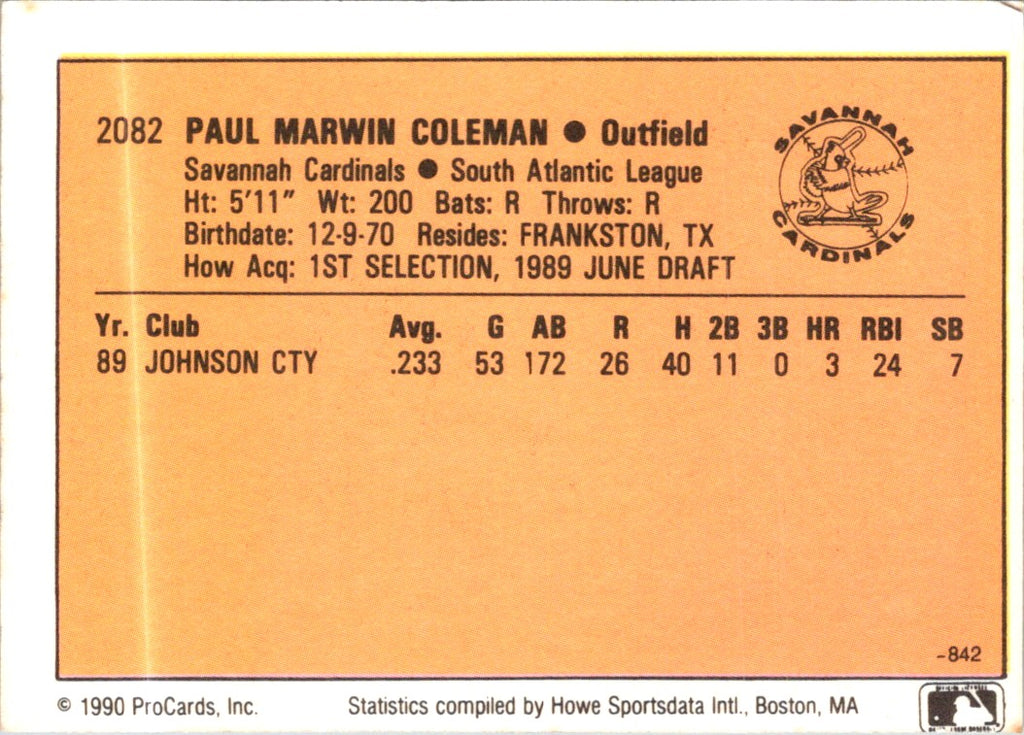 2082 PAUL MARWIN COLEMAN ● Outfield
Savannah Cardinals ● South Atlantic League
Ht: 5'11" Wt: 200 Bats: R Throws: R
Birthdate: 12-9-70 Resides: FRANKSTON, TX
How Acq: 1ST SELECTION, 1989 JUNE DRAFT
SAVANNAH
CARDINALS
Yr. Club Avg. G AB R H 2B 3B HR RBI SB
89 JOHNSON CTY .233 53 172 26 40 11 0 3 24 7
-842
© 1990 ProCards, Inc. Statistics compiled by Howe Sportsdata Intl., Boston, MA